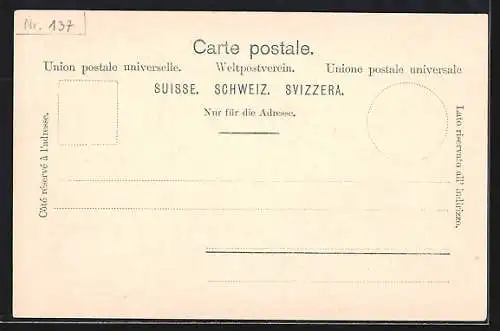 Nr. 137
Carte postale.
Union postale universelle. Weltpostverein. Unione postale universale
SUISSE. SCHWEIZ. SVIZZERA.
Nur für die Adresse.
Côté réservé à l'adresse.
Lato riservato all' indirizzo.